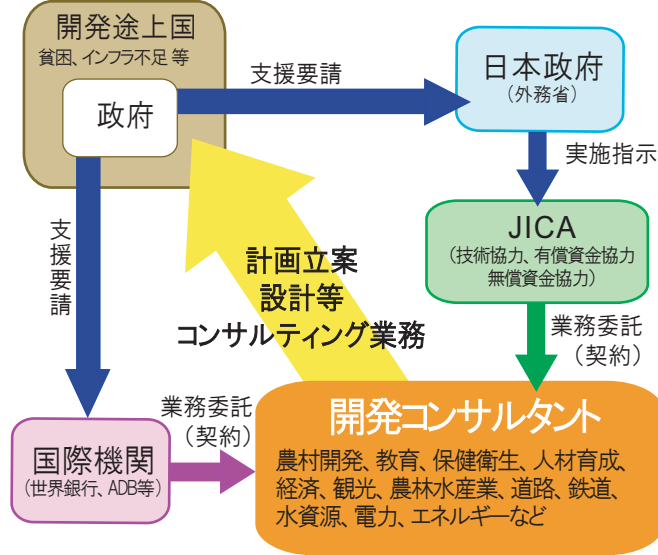 開発途上国
貧困、インフラ不足 等
政府
支援要請
日本政府
(外務省)
実施指示
JICA
(技術協力、有償資金協力
無償資金協力)
業務委託
(契約)
支援要請
計画立案
設計等
コンサルティング業務
国際機関
(世界銀行、ADB等)
業務委託
(契約)
開発コンサルタント
農村開発、教育、保健衛生、人材育成、
経済、観光、農林水産業、道路、鉄道、
水資源、電力、エネルギーなど